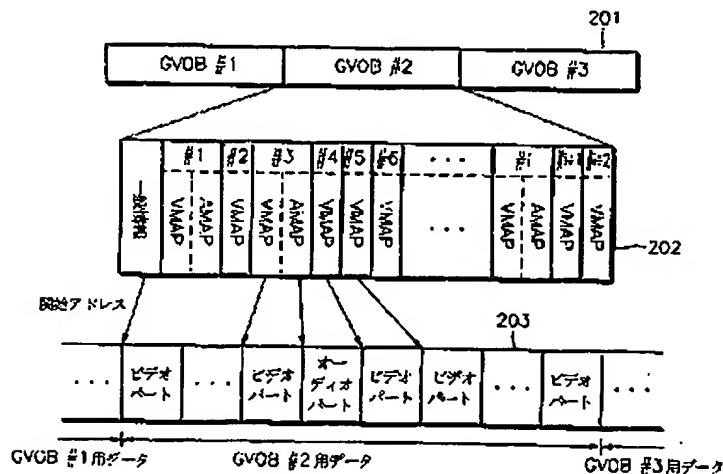 201
GVOB #1 GVOB #2 GVOB #3
#1 #2 #3 #4 #5 #6 ...
一般情報 VMAP AMAP VMAP VMAP AMAP VMAP VMAP VMAP ... VMAP AMAP VMAP VMAP
202
開始アドレス
203
... ビデオパート ... ビデオパート オーディオパート ビデオパート ビデオパート ... ビデオパート ...
GVOB #1用データ GVOB #2用データ GVOB #3用データ